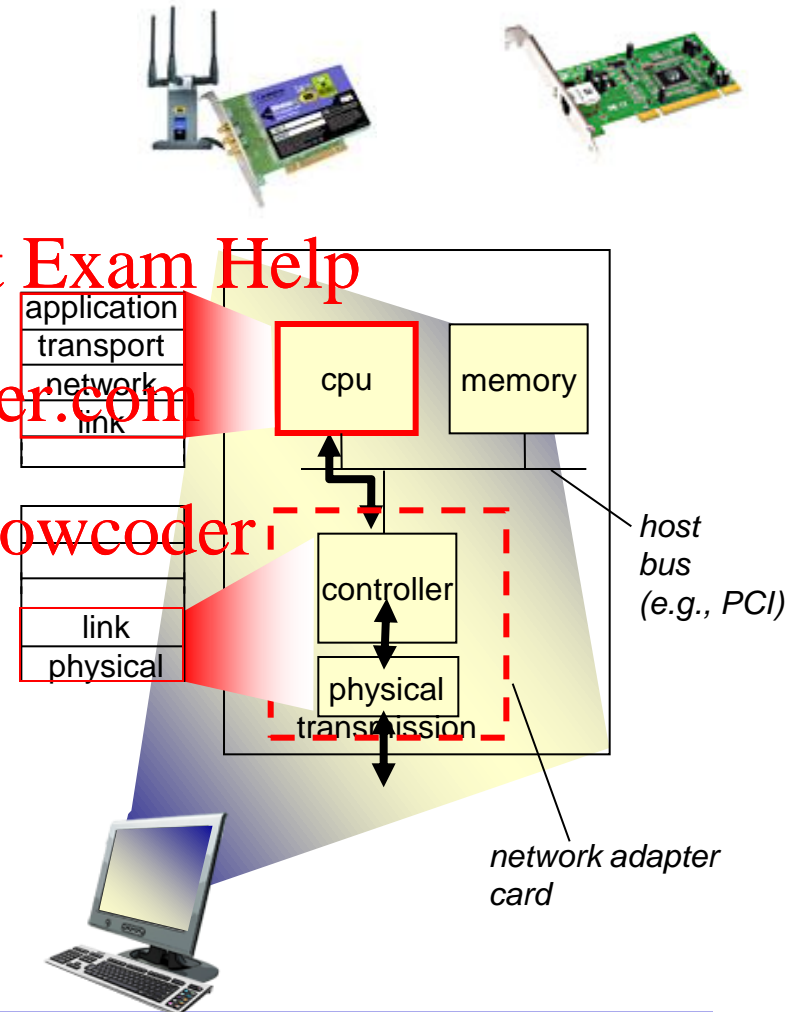 t Exam Help
application
transport
network
link
er.com
cpu
memory
owcoder
host
bus
(e.g., PCI)
controller
link
physical
physical
transmission
network adapter
card